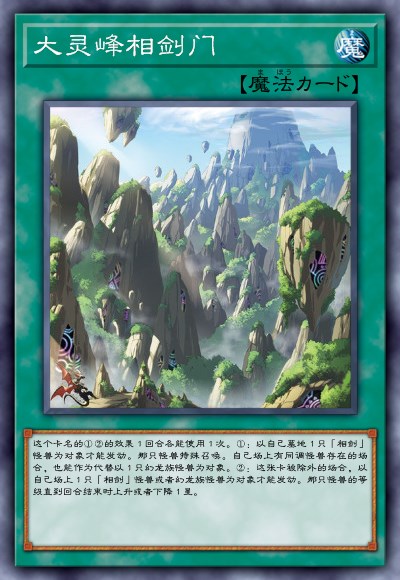 大灵峰相剑门
魔
【魔法カード】
まほう
这个卡名的①②的效果1回合各能使用1次。①:以自己墓地1只「相剑」
怪兽为对象才能发动。那只怪兽特殊召唤。自己场上有同调怪兽存在的场
合,也能作为代替以1只幻龙族怪兽为对象。②:这张卡被除外的场合,以
自己场上1只「相剑」怪兽或者幻龙族怪兽为对象才能发动。那只怪兽的等
级直到回合结束时上升或者下降1星。